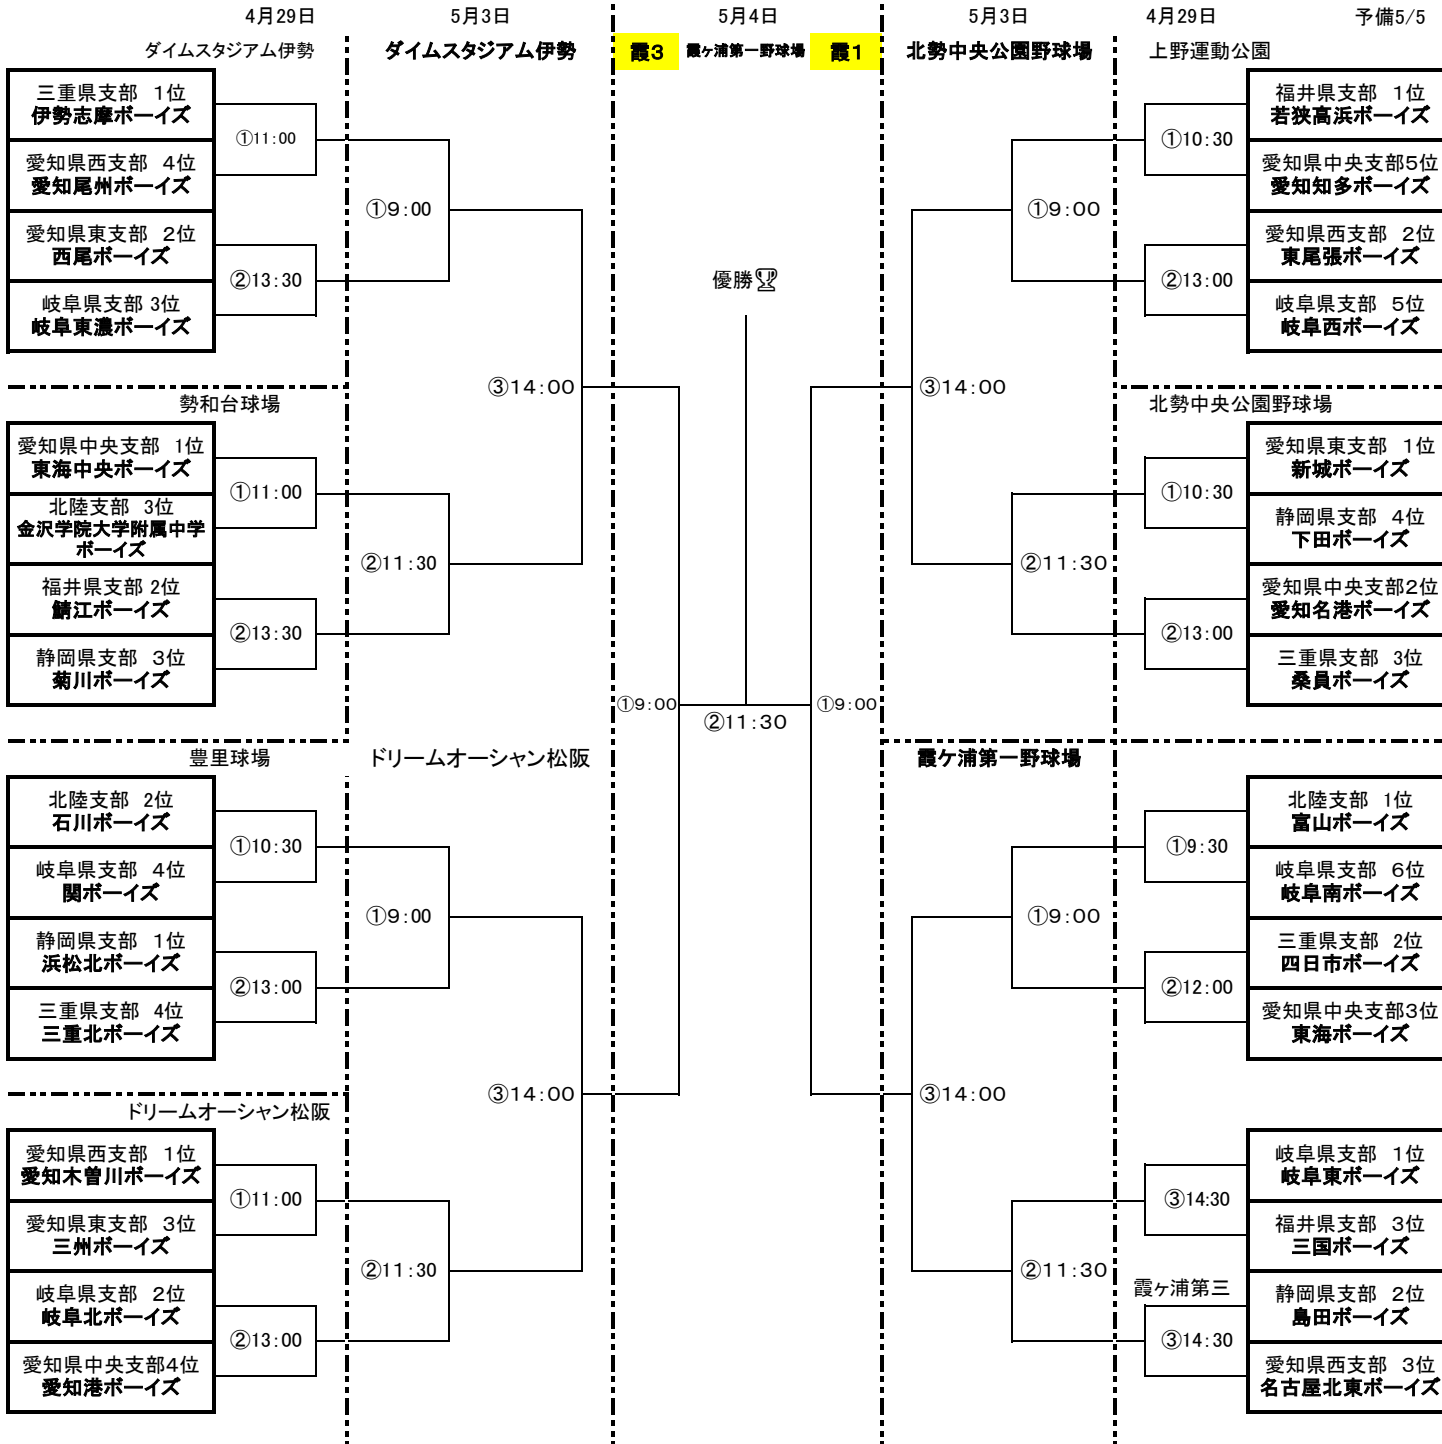 4月29日 5月3日 5月4日 5月3日 4月29日 予備5/5
ダイムスタジアム伊勢 ダイムスタジアム伊勢 霞3 霞ヶ浦第一野球場 霞1 北勢中央公園野球場 上野運動公園
三重県支部 1位
伊勢志摩ボーイズ
①11:00
愛知県西支部 4位
愛知尾州ボーイズ
①9:00
愛知県東支部 2位
西尾ボーイズ
②13:30
岐阜県支部 3位
岐阜東濃ボーイズ
③14:00
勢和台球場
愛知県中央支部 1位
東海中央ボーイズ
①11:00
北陸支部 3位
金沢学院大学附属中学
ボーイズ
②11:30
福井県支部 2位
鯖江ボーイズ
②13:30
静岡県支部 3位
菊川ボーイズ
①9:00
豊里球場
ドリームオーシャン松阪
北陸支部 2位
石川ボーイズ
①10:30
岐阜県支部 4位
関ボーイズ
①9:00
静岡県支部 1位
浜松北ボーイズ
②13:00
三重県支部 4位
三重北ボーイズ
③14:00
ドリームオーシャン松阪
愛知県西支部 1位
愛知木曽川ボーイズ
①11:00
愛知県東支部 3位
三州ボーイズ
②11:30
岐阜県支部 2位
岐阜北ボーイズ
②13:00
愛知県中央支部4位
愛知港ボーイズ
優勝🏆
②11:30
福井県支部 1位
若狭高浜ボーイズ
①10:30
愛知県中央支部5位
愛知知多ボーイズ
①9:00
愛知県西支部 2位
東尾張ボーイズ
②13:00
岐阜県支部 5位
岐阜西ボーイズ
③14:00
北勢中央公園野球場
愛知県東支部 1位
新城ボーイズ
①10:30
静岡県支部 4位
下田ボーイズ
②11:30
愛知県中央支部2位
愛知名港ボーイズ
②13:00
三重県支部 3位
桑員ボーイズ
①9:00
霞ケ浦第一野球場
北陸支部 1位
富山ボーイズ
①9:30
岐阜県支部 6位
岐阜南ボーイズ
①9:00
三重県支部 2位
四日市ボーイズ
②12:00
愛知県中央支部3位
東海ボーイズ
③14:00
岐阜県支部 1位
岐阜東ボーイズ
③14:30
福井県支部 3位
三国ボーイズ
②11:30
霞ヶ浦第三
静岡県支部 2位
島田ボーイズ
③14:30
愛知県西支部 3位
名古屋北東ボーイズ